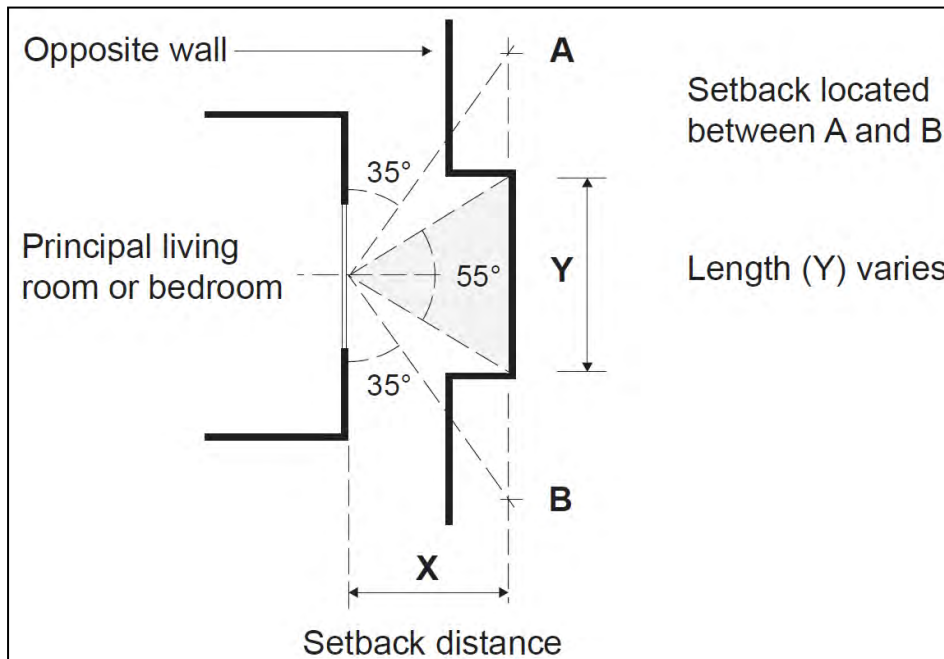 Opposite wall
A
Setback located
between A and B
35°
Principal living
room or bedroom
55°
Y
Length (Y) varies
35°
B
X
Setback distance